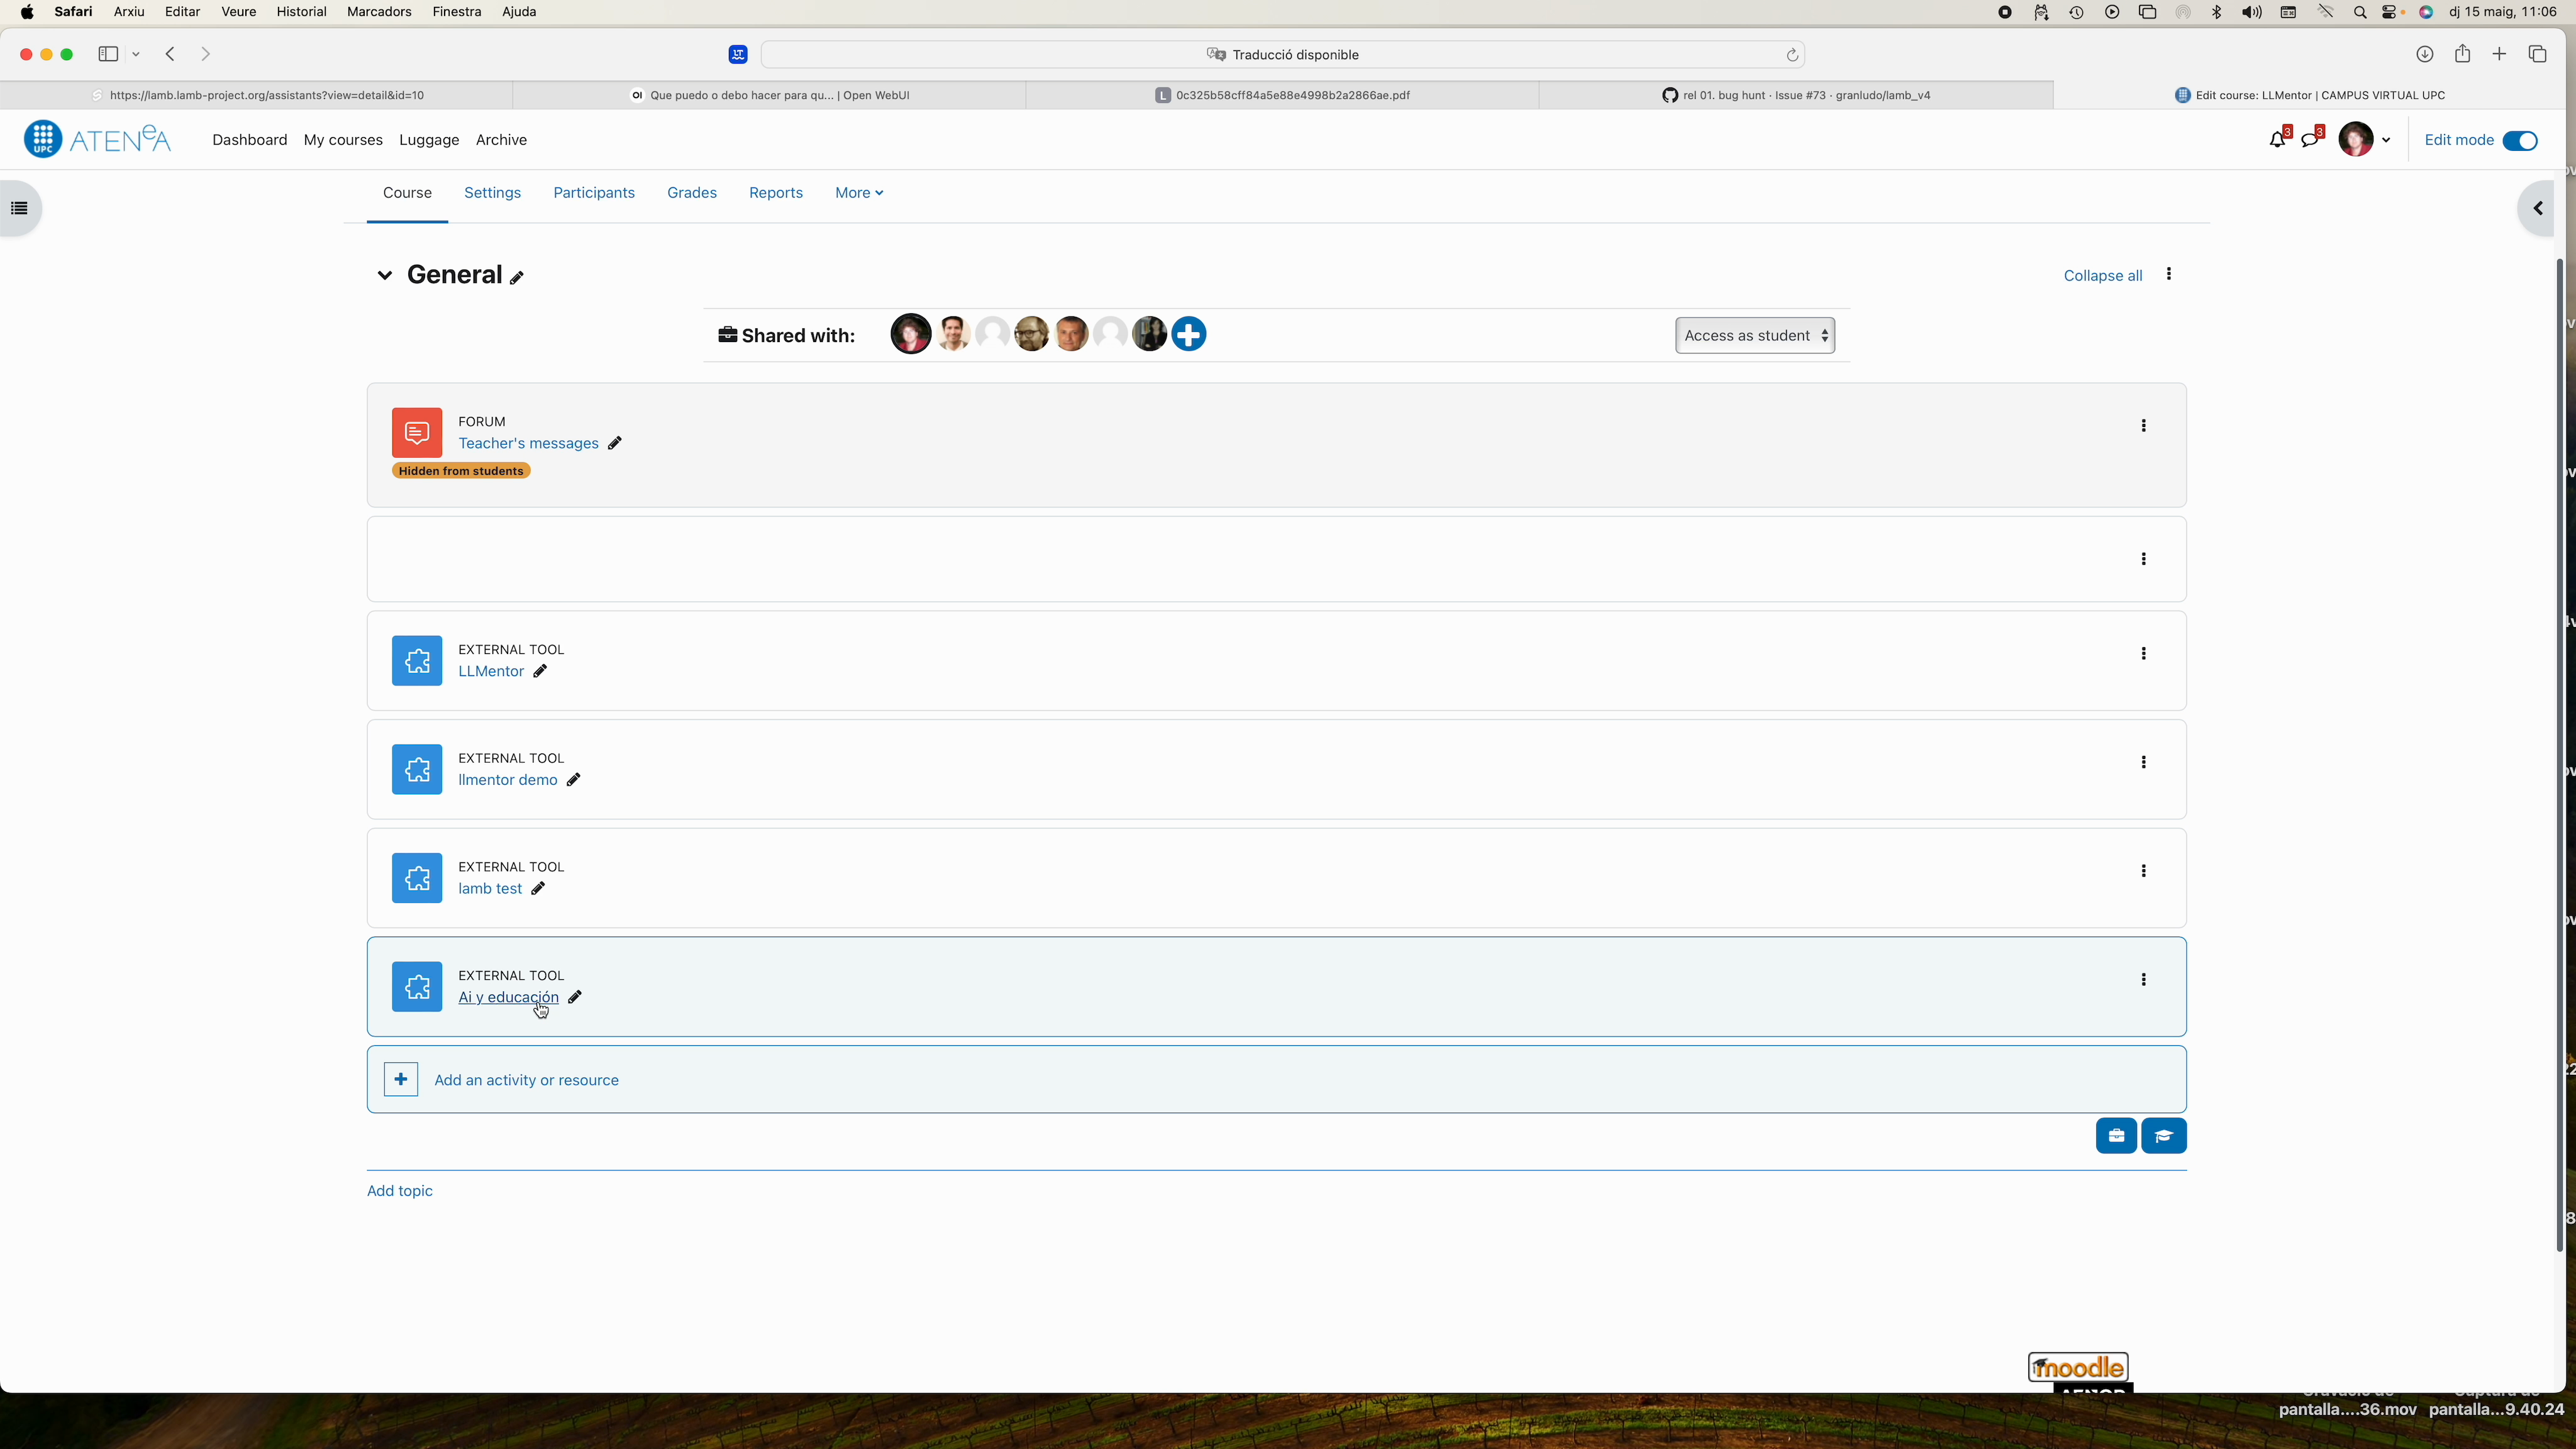 Safari Arxiu Editar Veure Historial Marcadors Finestra Ajuda
dj 15 maig, 11:06
Traducció disponible
https://lamb.lamb-project.org/assistants?view=detail&id=10
OI Que puedo o debo hacer para qu... | Open WebUI
L 0c325b58cff84a5e88e4998b2a2866ae.pdf
rel 01. bug hunt · Issue #73 · granludo/lamb_v4
Edit course: LLMentor | CAMPUS VIRTUAL UPC
UPC ATENeA
Dashboard My courses Luggage Archive
3 3
Edit mode
Course Settings Participants Grades Reports More
General
Collapse all
Shared with:
Access as student
FORUM
Teacher's messages
Hidden from students
EXTERNAL TOOL
LLMentor
EXTERNAL TOOL
llmentor demo
EXTERNAL TOOL
lamb test
EXTERNAL TOOL
Ai y educación
Add an activity or resource
Add topic
moodle
pantalla....36.mov pantalla...9.40.24